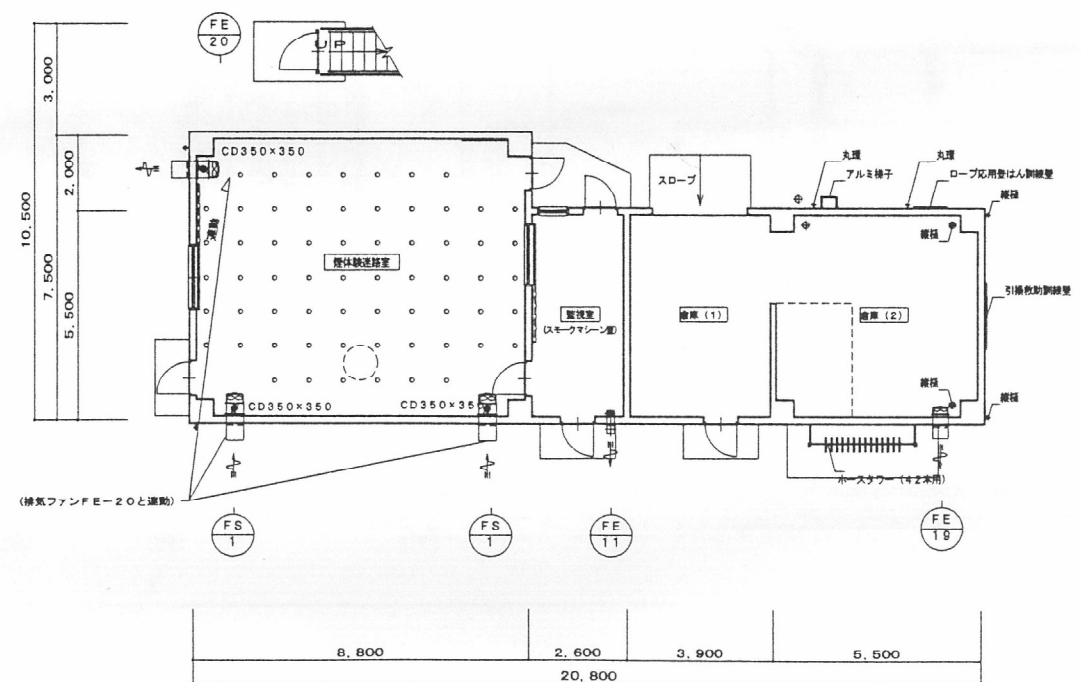 FE
20
UP
3,000
2,000
10,500
7,500
5,500
CD350×350
連動
煙体験迷路室
スロープ
丸環
アルミ梯子
丸環
ロープ応用登はん訓練壁
縦樋
縦樋
引揚救助訓練壁
監視室
(スモークマシーン置)
倉庫(1)
倉庫(2)
縦樋
縦樋
CD350×350
CD350×350
(排気ファンFE-20と連動)
ホースタワー(42本用)
FS
1
FS
1
FE
11
FE
19
8,800
2,600
3,900
5,500
20,800